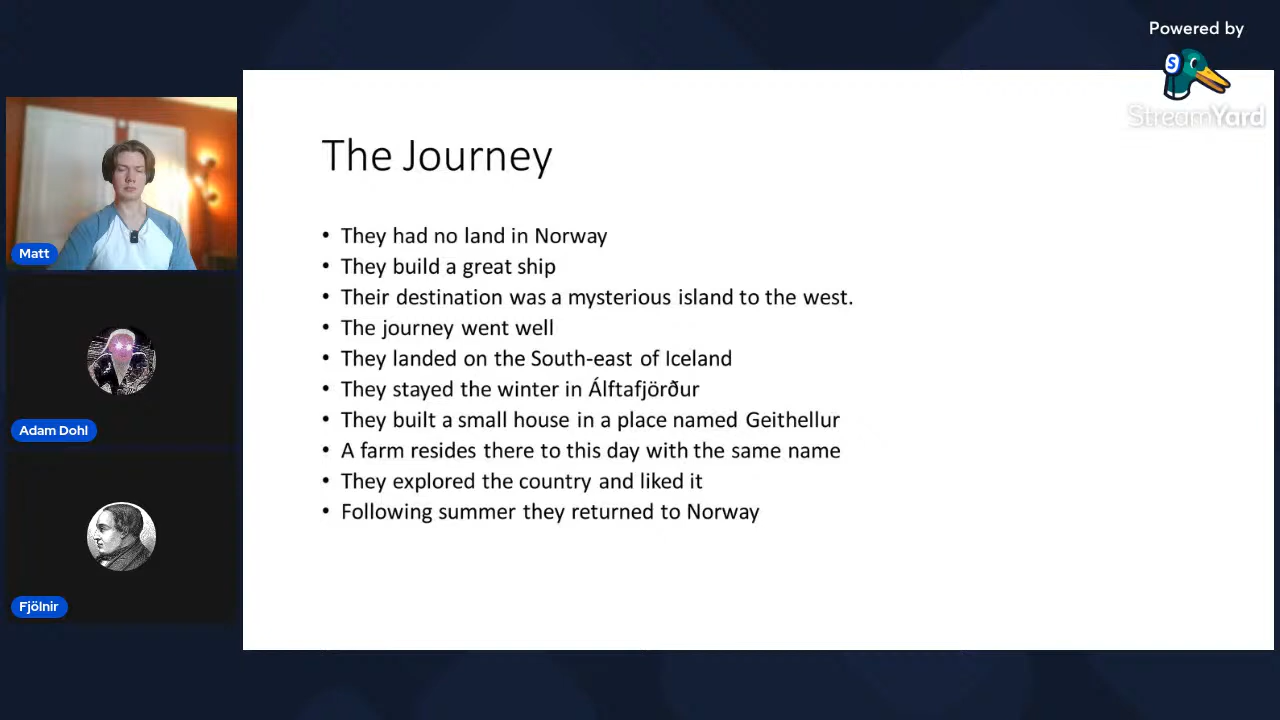 Powered by
S
StreamYard
Matt
Adam Dohl
Fjölnir
The Journey
• They had no land in Norway
• They build a great ship
• Their destination was a mysterious island to the west.
• The journey went well
• They landed on the South-east of Iceland
• They stayed the winter in Álftafjörður
• They built a small house in a place named Geithellur
• A farm resides there to this day with the same name
• They explored the country and liked it
• Following summer they returned to Norway